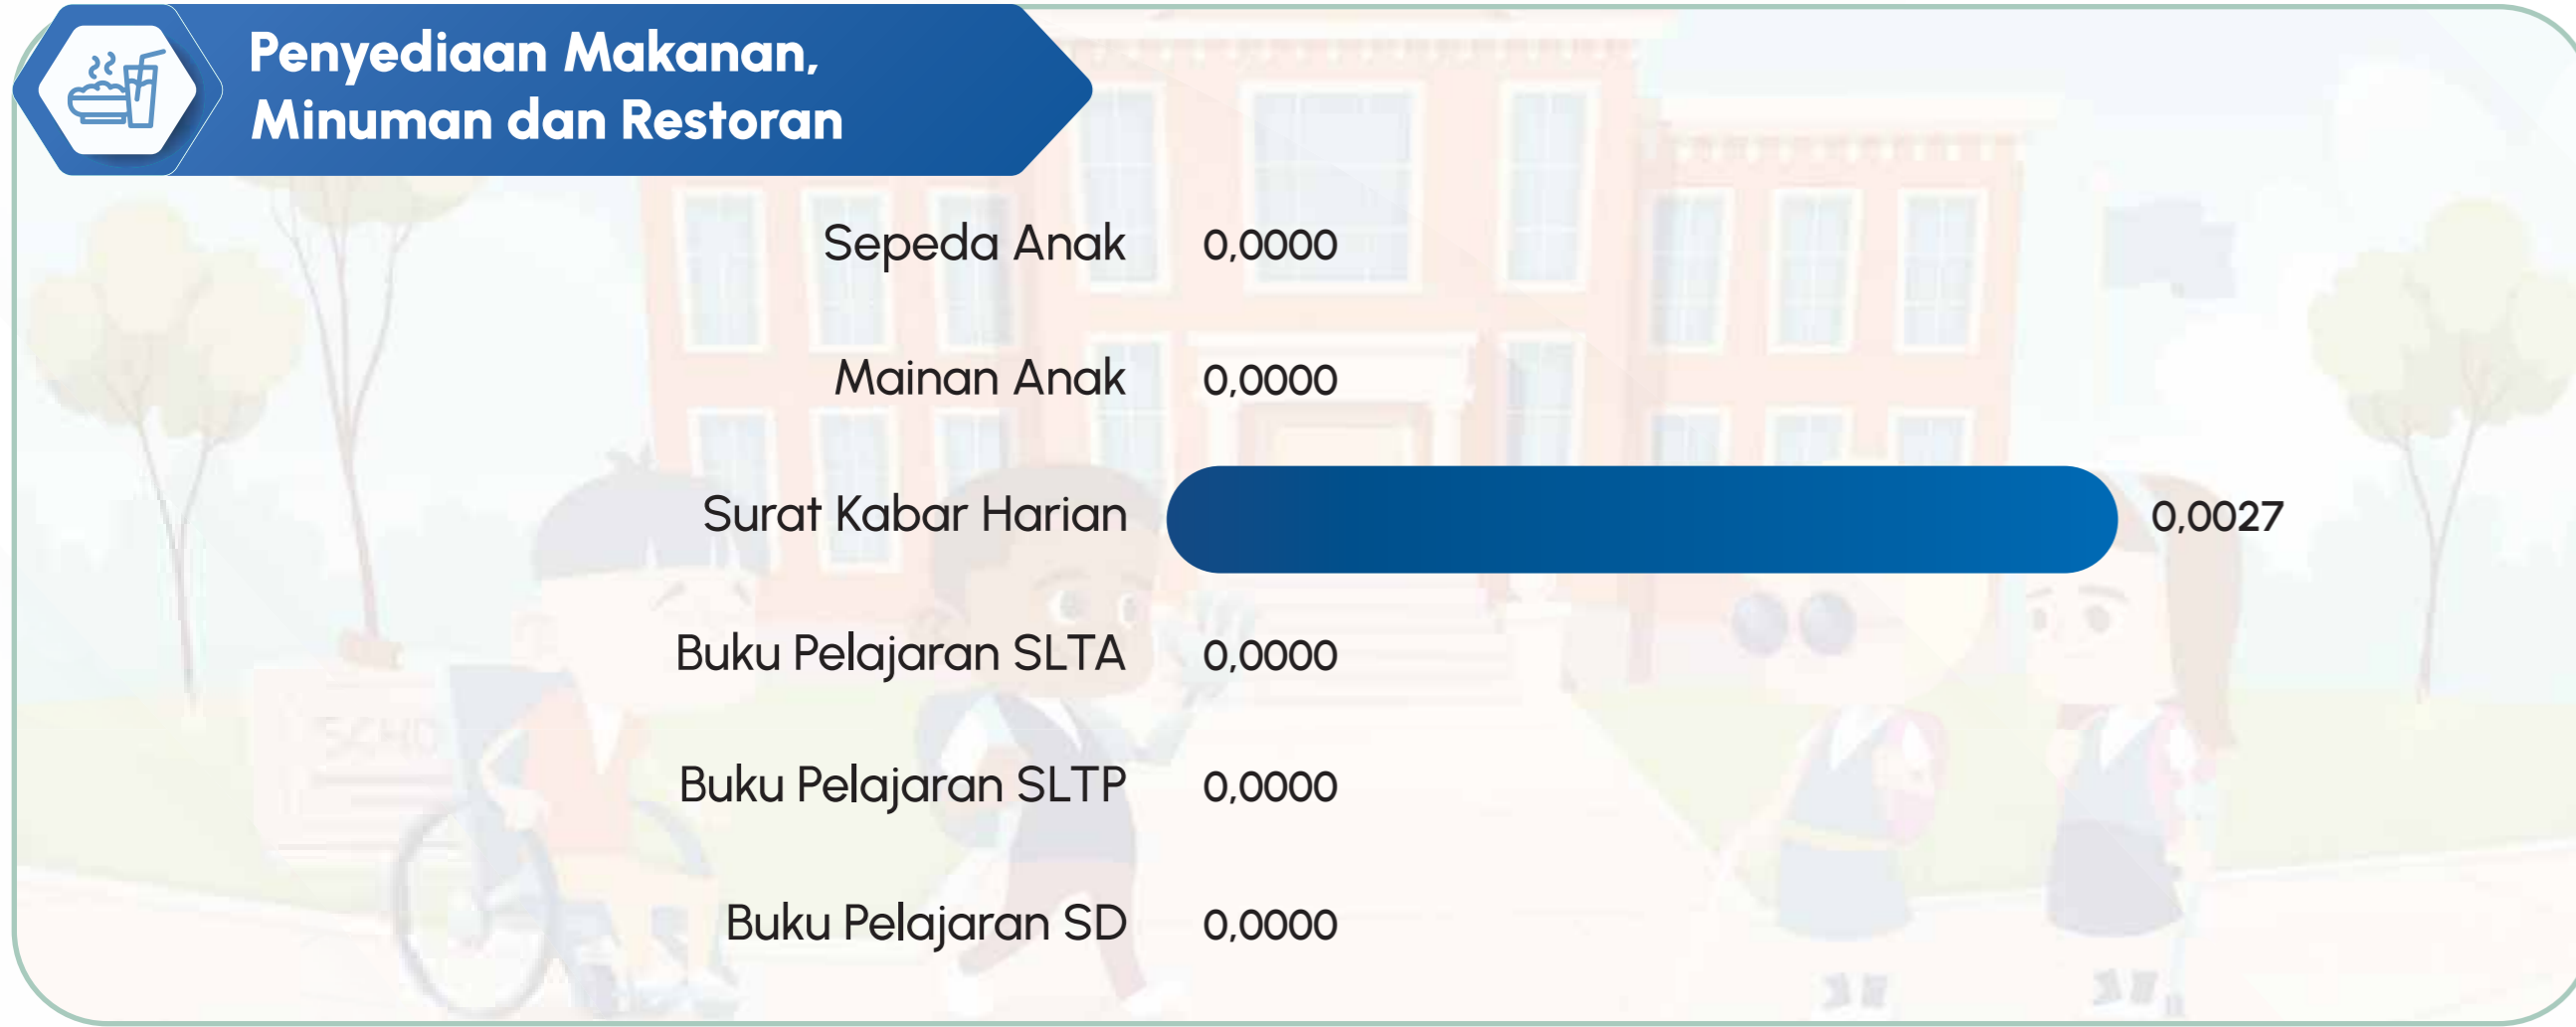 Penyediaan Makanan,
Minuman dan Restoran
Sepeda Anak 0,0000
Mainan Anak 0,0000
Surat Kabar Harian 0,0027
Buku Pelajaran SLTA 0,0000
Buku Pelajaran SLTP 0,0000
Buku Pelajaran SD 0,0000
SCHO